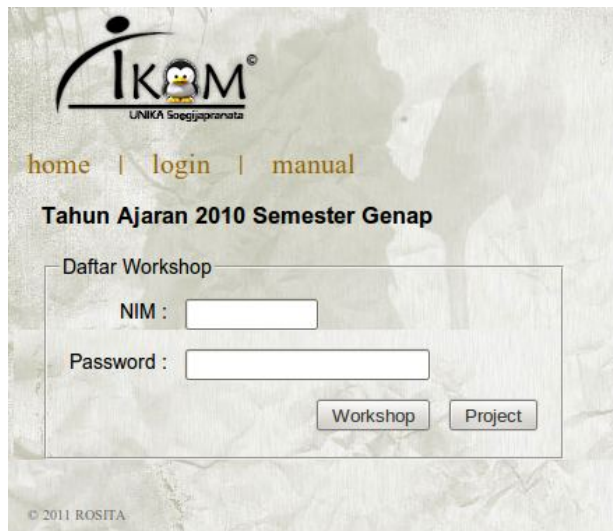 IKOM©
UNIKA Soegijapranata
home | login | manual
Tahun Ajaran 2010 Semester Genap
Daftar Workshop
NIM :
Password :
Workshop Project
© 2011 ROSITA